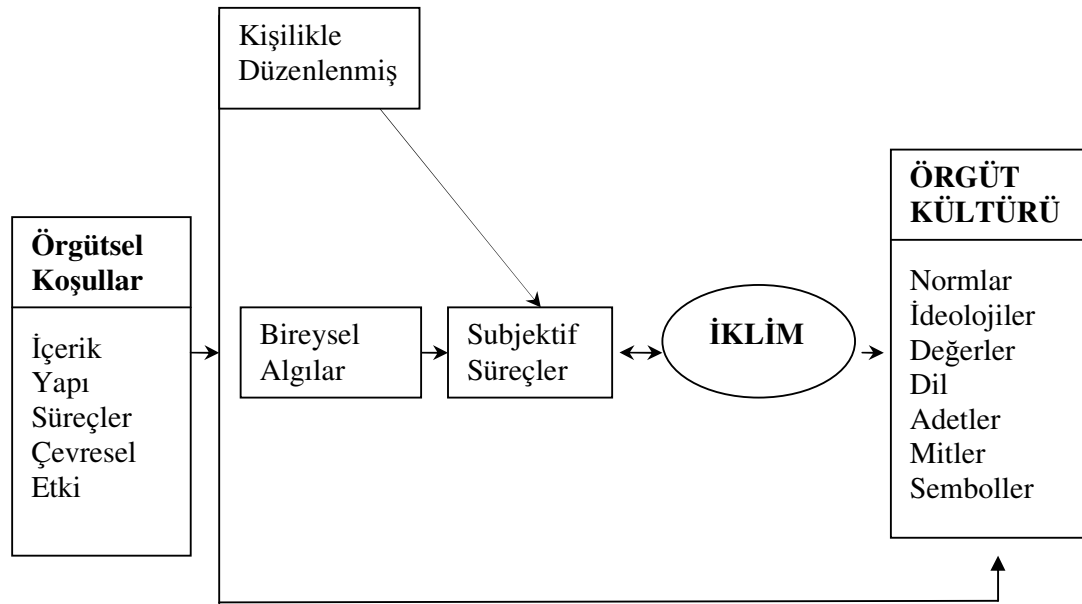 Kişilikle
Düzenlenmiş
Örgütsel
Koşullar
İçerik
Yapı
Süreçler
Çevresel
Etki
Bireysel
Algılar
Subjektif
Süreçler
İKLİM
ÖRGÜT
KÜLTÜRÜ
Normlar
İdeolojiler
Değerler
Dil
Adetler
Mitler
Semboller